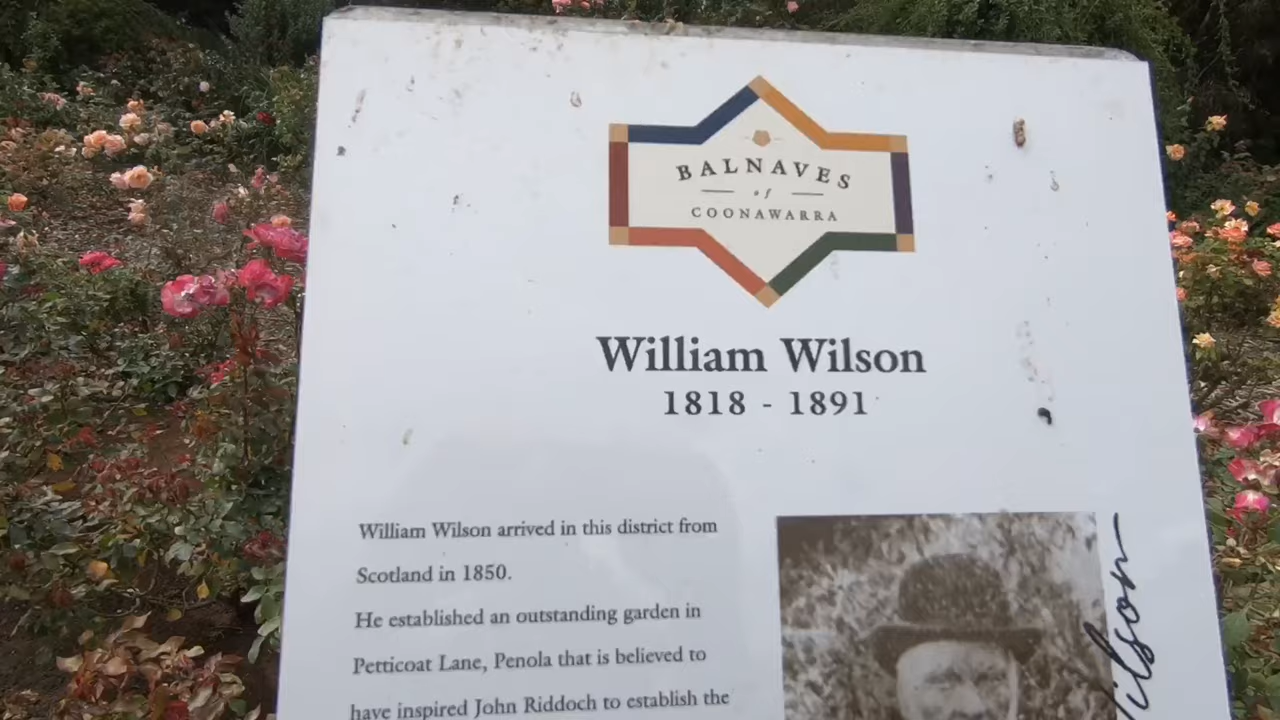 BALNAVES
of
COONAWARRA
William Wilson
1818 - 1891
William Wilson arrived in this district from
Scotland in 1850.
He established an outstanding garden in
Petticoat Lane, Penola that is believed to
have inspired John Riddoch to establish the